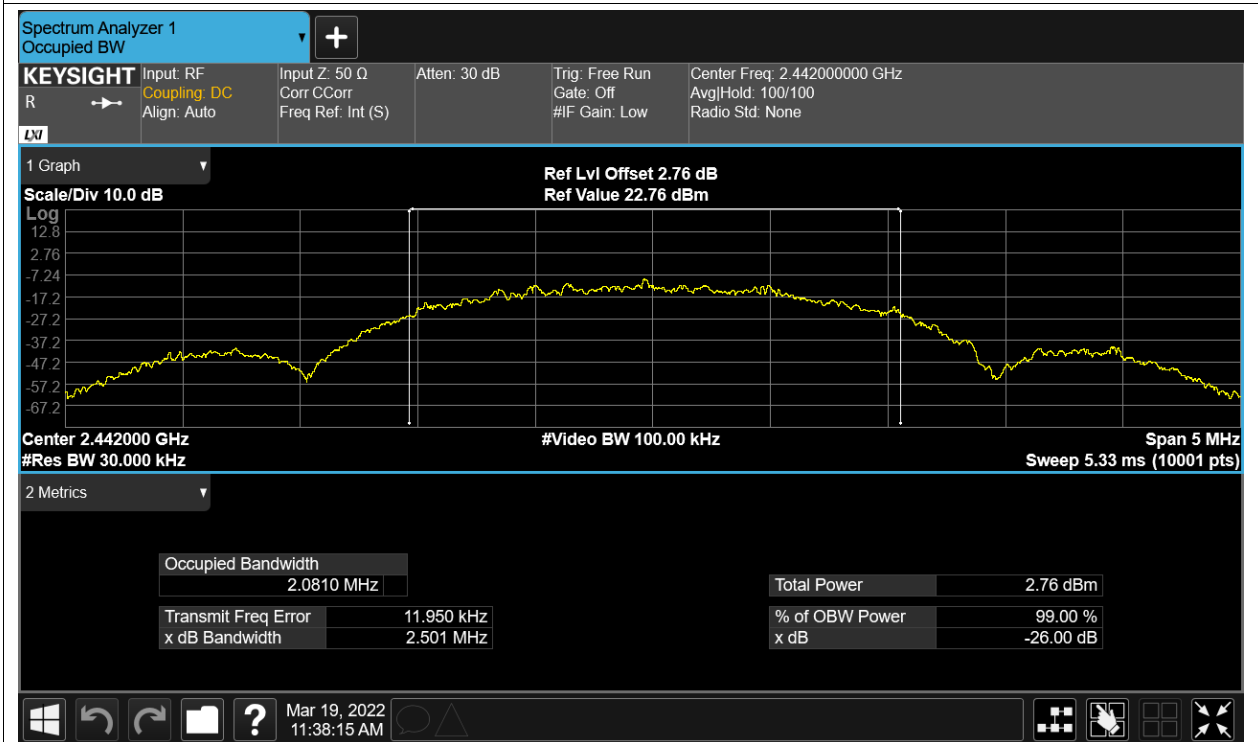 Spectrum Analyzer 1
Occupied BW
KEYSIGHT
R
LXI
Input: RF
Coupling: DC
Align: Auto
Input Z: 50 Ω
Corr CCorr
Freq Ref: Int (S)
Atten: 30 dB
Trig: Free Run
Gate: Off
#IF Gain: Low
Center Freq: 2.442000000 GHz
Avg|Hold: 100/100
Radio Std: None
1 Graph
Scale/Div 10.0 dB
Ref Lvl Offset 2.76 dB
Ref Value 22.76 dBm
Log
12.8
2.76
-7.24
-17.2
-27.2
-37.2
-47.2
-57.2
-67.2
Center 2.442000 GHz
#Res BW 30.000 kHz
#Video BW 100.00 kHz
Span 5 MHz
Sweep 5.33 ms (10001 pts)
2 Metrics
Occupied Bandwidth
2.0810 MHz
Transmit Freq Error 11.950 kHz
x dB Bandwidth 2.501 MHz
Total Power 2.76 dBm
% of OBW Power 99.00 %
x dB -26.00 dB
?
Mar 19, 2022
11:38:15 AM